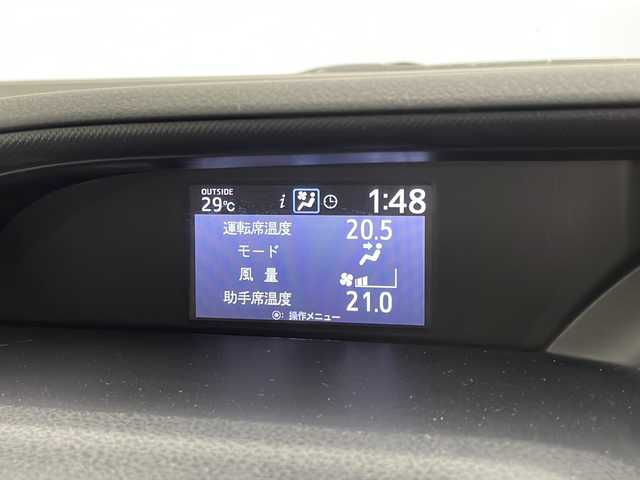 OUTSIDE
29℃ i 1:48
運転席温度 20.5
モード
風量
助手席温度 21.0
◉: 操作メニュー